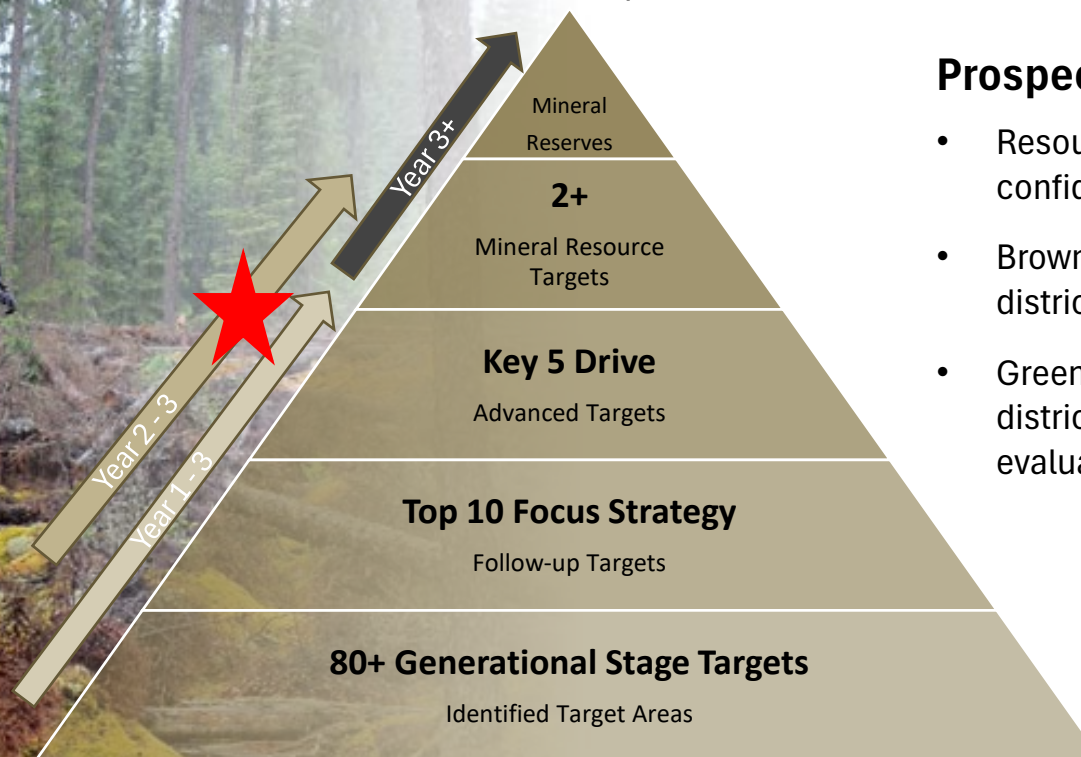 Year 3+
Year 2 - 3
Year 1 - 3
Mineral
Reserves
2+
Mineral Resource
Targets
Key 5 Drive
Advanced Targets
Top 10 Focus Strategy
Follow-up Targets
80+ Generational Stage Targets
Identified Target Areas